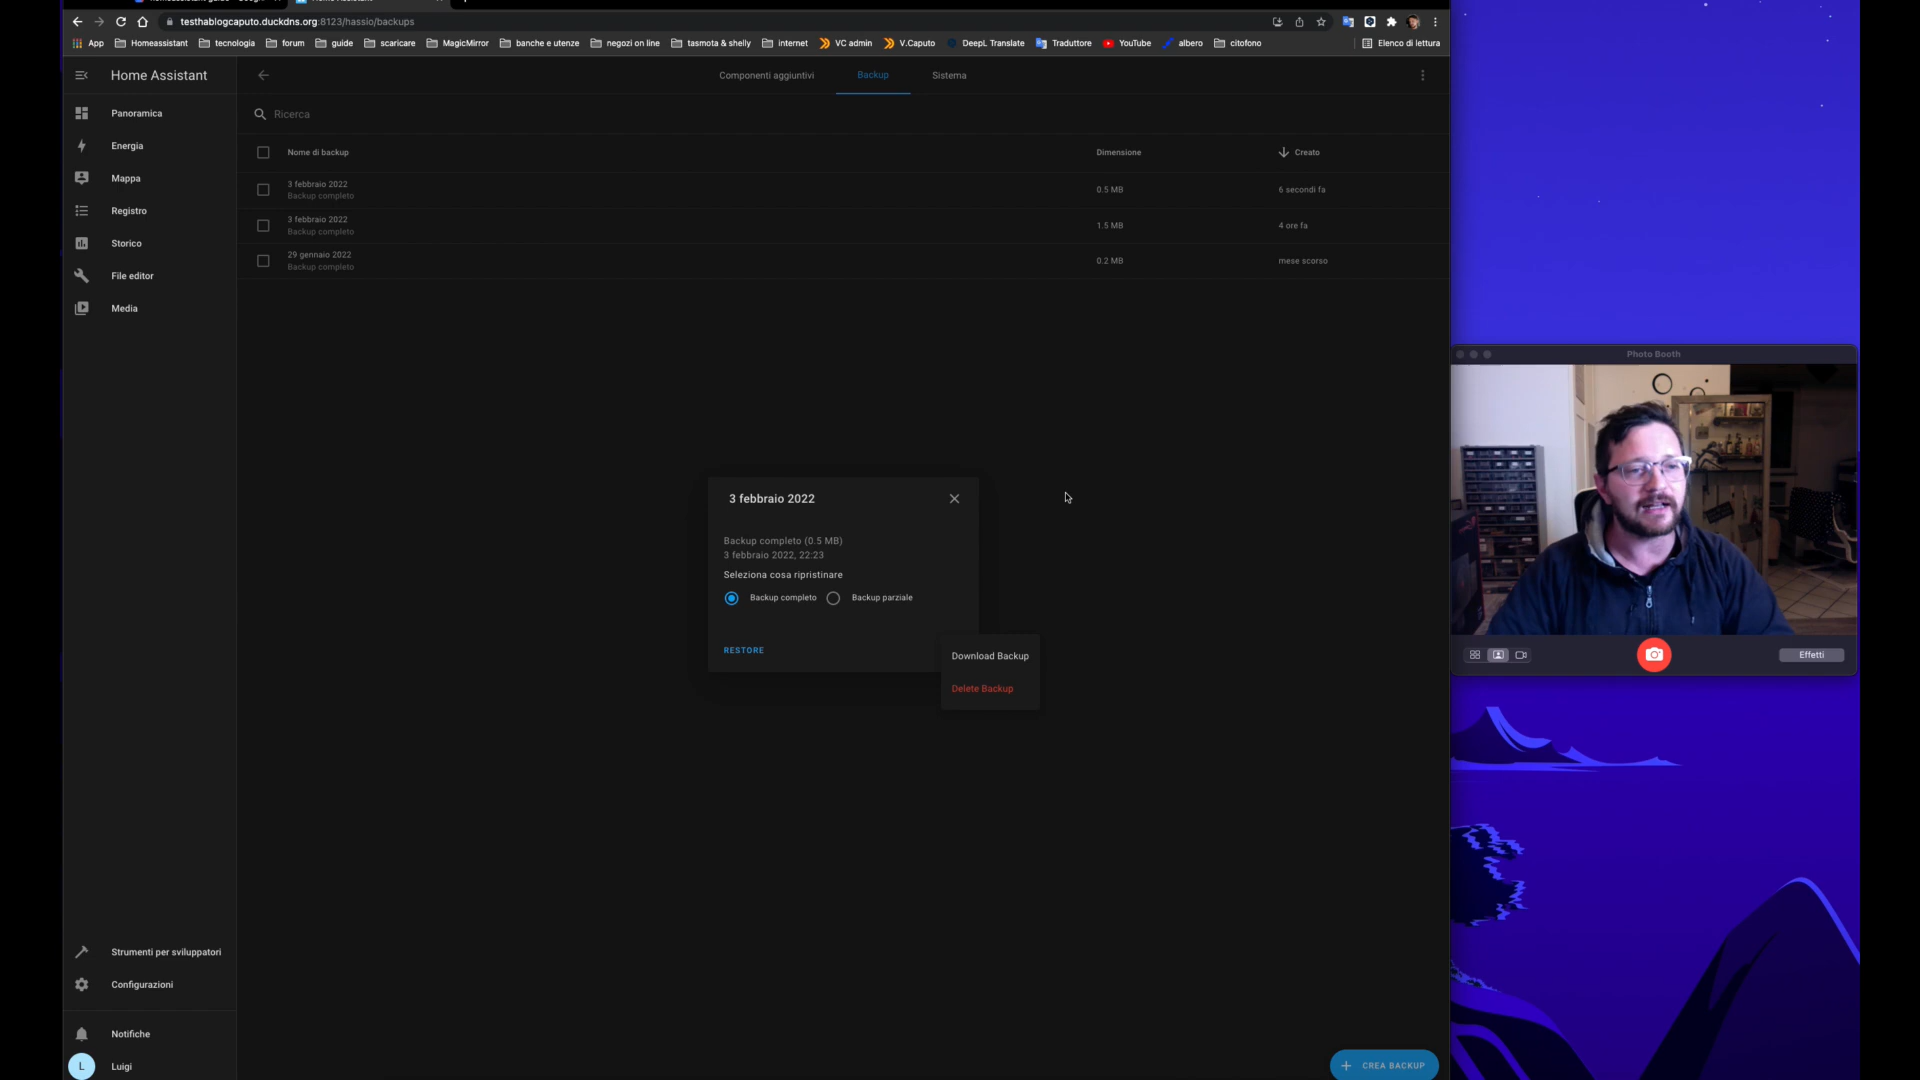 testhablogcaputo.duckdns.org:8123/hassio/backups
App Homeassistant tecnologia forum guide scaricare MagicMirror banche e utenze negozi on line tasmota & shelly internet VC admin V.Caputo DeepL Translate Traduttore YouTube albero citofono Elenco di lettura
Home Assistant
Componenti aggiuntivi Backup Sistema
Panoramica
Energia
Mappa
Registro
Storico
File editor
Media
Ricerca
Nome di backup Dimensione Creato
3 febbraio 2022
Backup completo 0.5 MB 6 secondi fa
3 febbraio 2022
Backup completo 1.5 MB 4 ore fa
29 gennaio 2022
Backup completo 0.2 MB mese scorso
3 febbraio 2022
Backup completo (0.5 MB)
3 febbraio 2022, 22:23
Seleziona cosa ripristinare
Backup completo Backup parziale
RESTORE
Download Backup
Delete Backup
Photo Booth
Effetti
Strumenti per sviluppatori
Configurazioni
Notifiche
L Luigi
CREA BACKUP